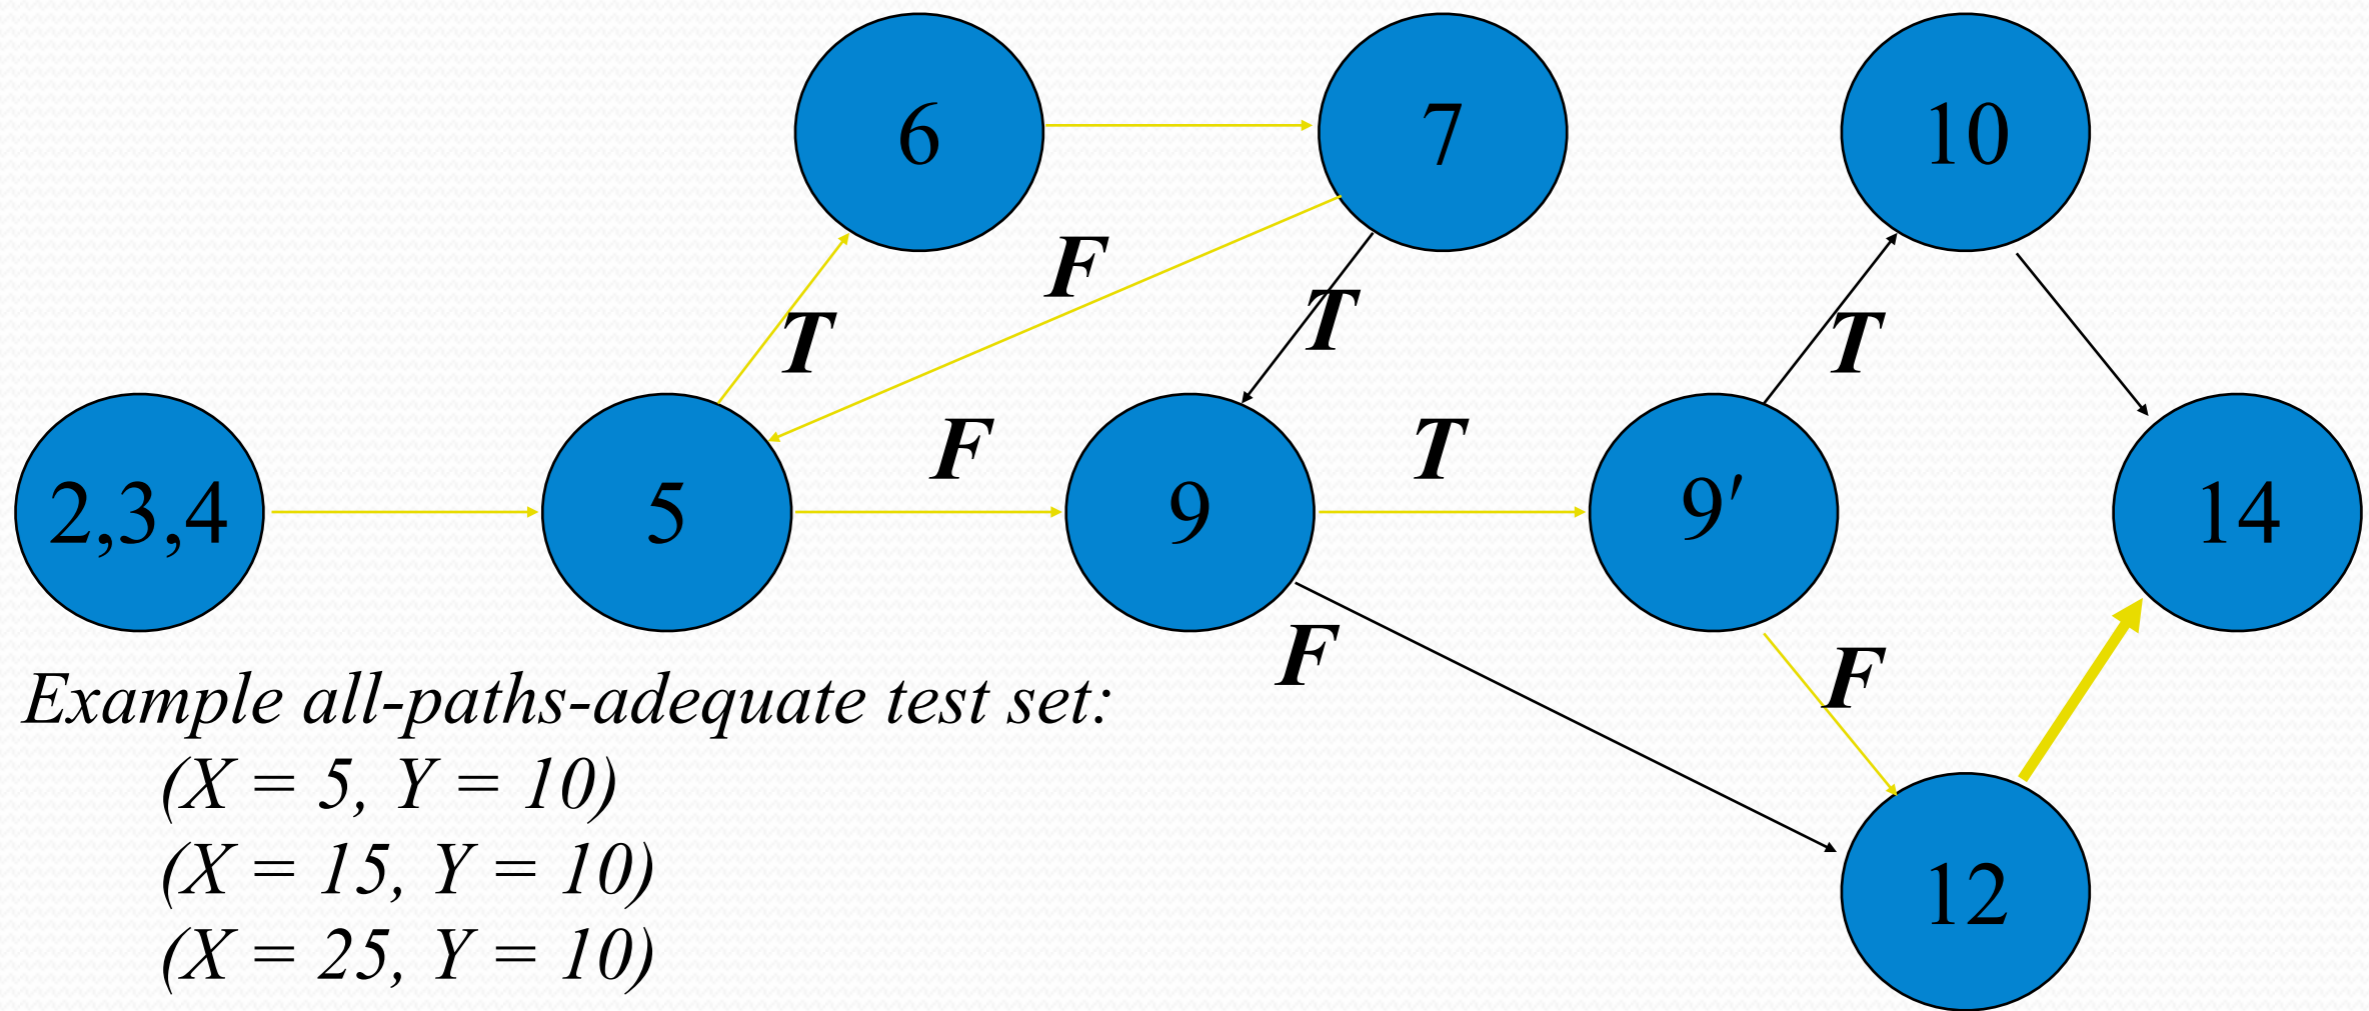 6
7
10
F
T
T
T
F
T
2,3,4
5
9
9′
14
F
F
Example all-paths-adequate test set:
(X = 5, Y = 10)
(X = 15, Y = 10)
(X = 25, Y = 10)
12